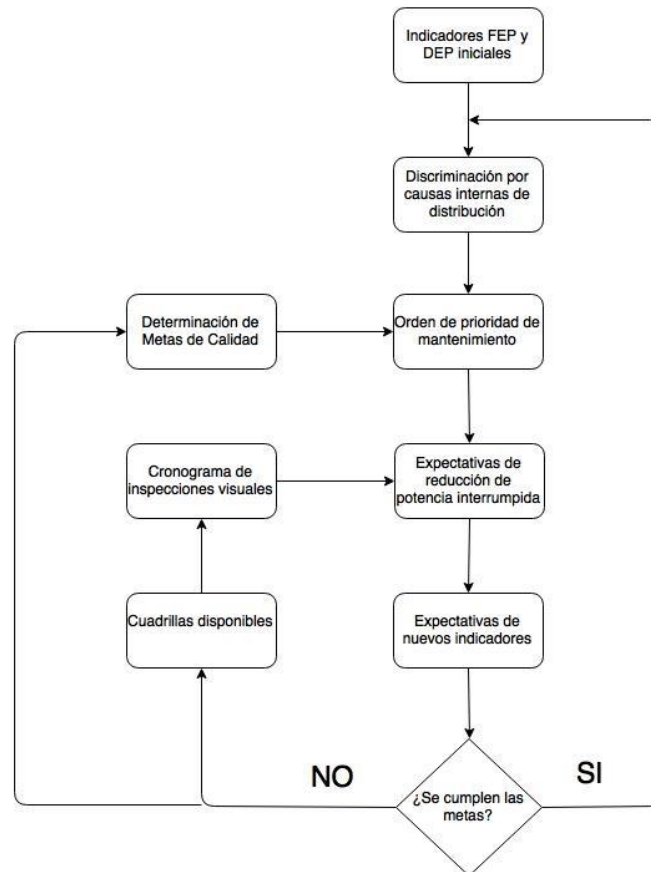 Indicadores FEP y
DEP iniciales
Discriminación por
causas internas de
distribución
Determinación de
Metas de Calidad
Orden de prioridad de
mantenimiento
Cronograma de
inspecciones visuales
Expectativas de
reducción de
potencia interrumpida
Cuadrillas disponibles
Expectativas de
nuevos indicadores
NO
¿Se cumplen las
metas?
SI